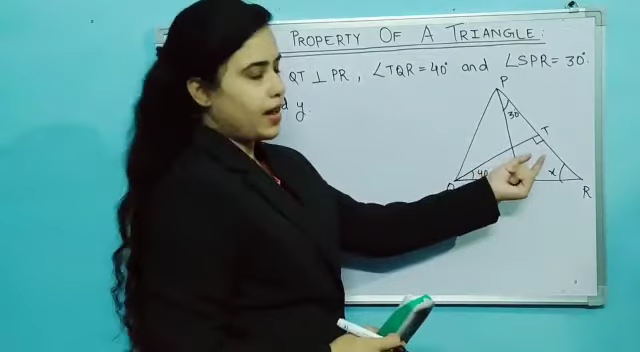 PROPERTY OF A TRIANGLE:
QT ⊥ PR, ∠TQR = 40° and ∠SPR = 30°.
y.
P
30°
T
40
x
Q
R